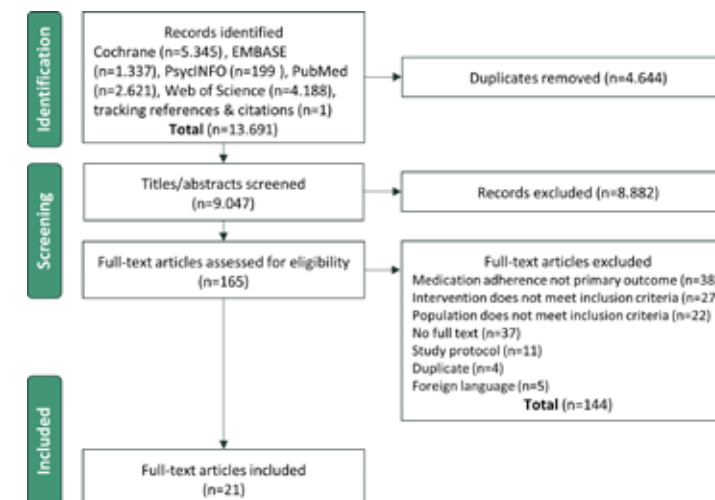 Identification
Records identified
Cochrane (n=5.345), EMBASE
(n=1.337), PsycINFO (n=199 ), PubMed
(n=2.621), Web of Science (n=4.188),
tracking references & citations (n=1)
Total (n=13.691)
Duplicates removed (n=4.644)
Screening
Titles/abstracts screened
(n=9.047)
Records excluded (n=8.882)
Full-text articles assessed for eligibility
(n=165)
Full-text articles excluded
Medication adherence not primary outcome (n=38
Intervention does not meet inclusion criteria (n=27
Population does not meet inclusion criteria (n=22)
No full text (n=37)
Study protocol (n=11)
Duplicate (n=4)
Foreign language (n=5)
Total (n=144)
Included
Full-text articles included
(n=21)